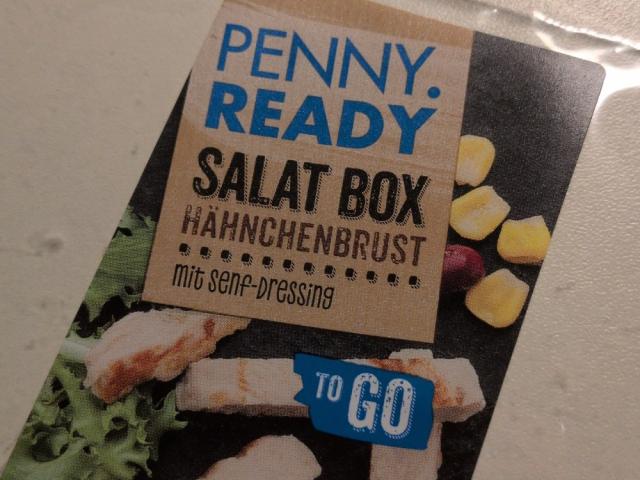 PENNY.
READY
SALAT BOX
HÄHNCHENBRUST
mit senf-Dressing
TO GO